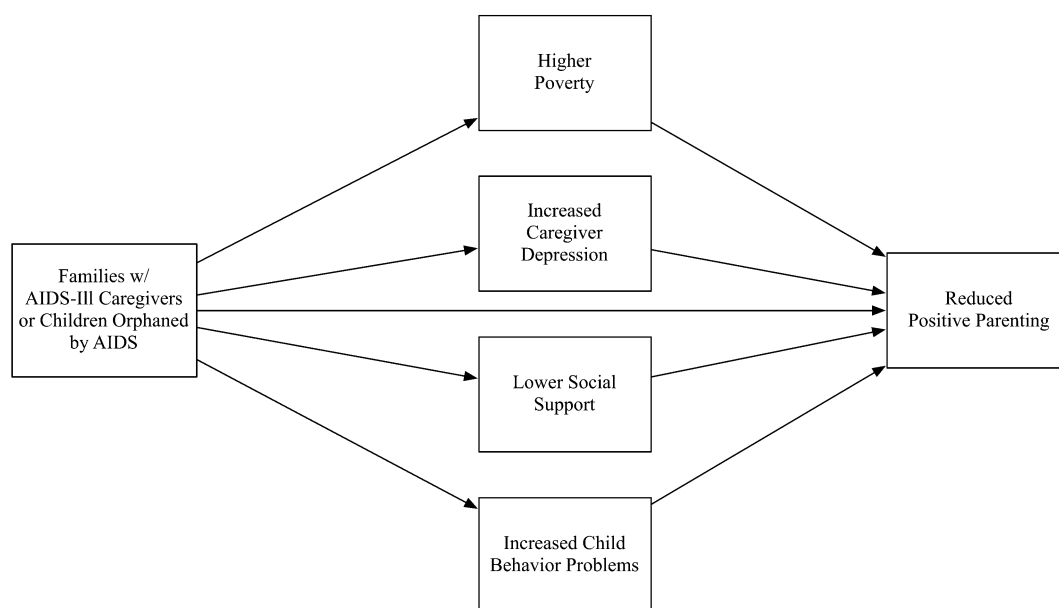 Higher
Poverty
Increased
Caregiver
Depression
Families w/
AIDS-Ill Caregivers
or Children Orphaned
by AIDS
Reduced
Positive Parenting
Lower Social
Support
Increased Child
Behavior Problems